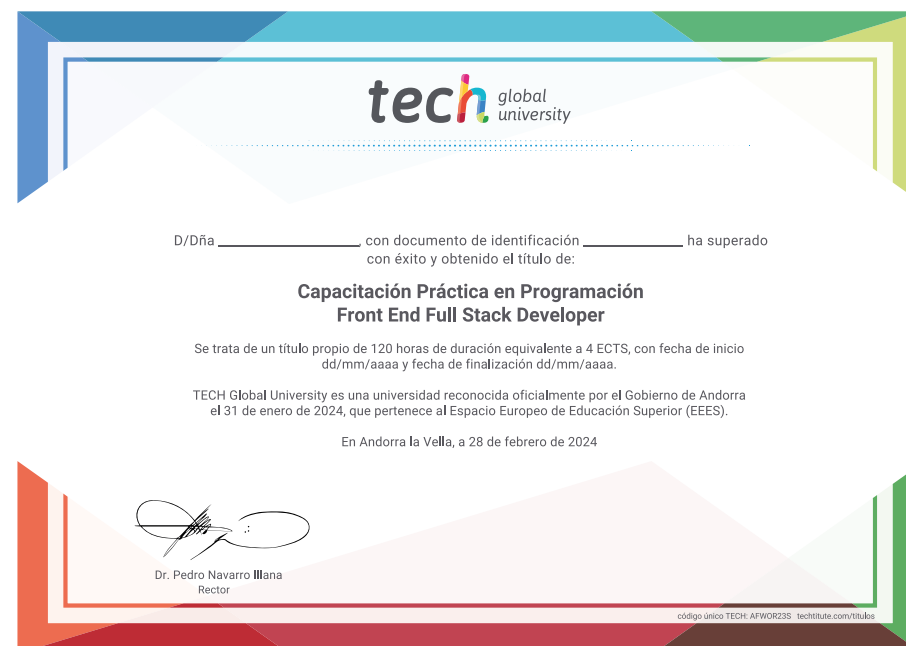 tech global university
D/Dña ____________________, con documento de identificación ______________ ha superado
con éxito y obtenido el título de:
Capacitación Práctica en Programación
Front End Full Stack Developer
Se trata de un título propio de 120 horas de duración equivalente a 4 ECTS, con fecha de inicio
dd/mm/aaaa y fecha de finalización dd/mm/aaaa.
TECH Global University es una universidad reconocida oficialmente por el Gobierno de Andorra
el 31 de enero de 2024, que pertenece al Espacio Europeo de Educación Superior (EEES).
En Andorra la Vella, a 28 de febrero de 2024
Dr. Pedro Navarro Illana
Rector
código único TECH: AFWOR23S techtitute.com/titulos